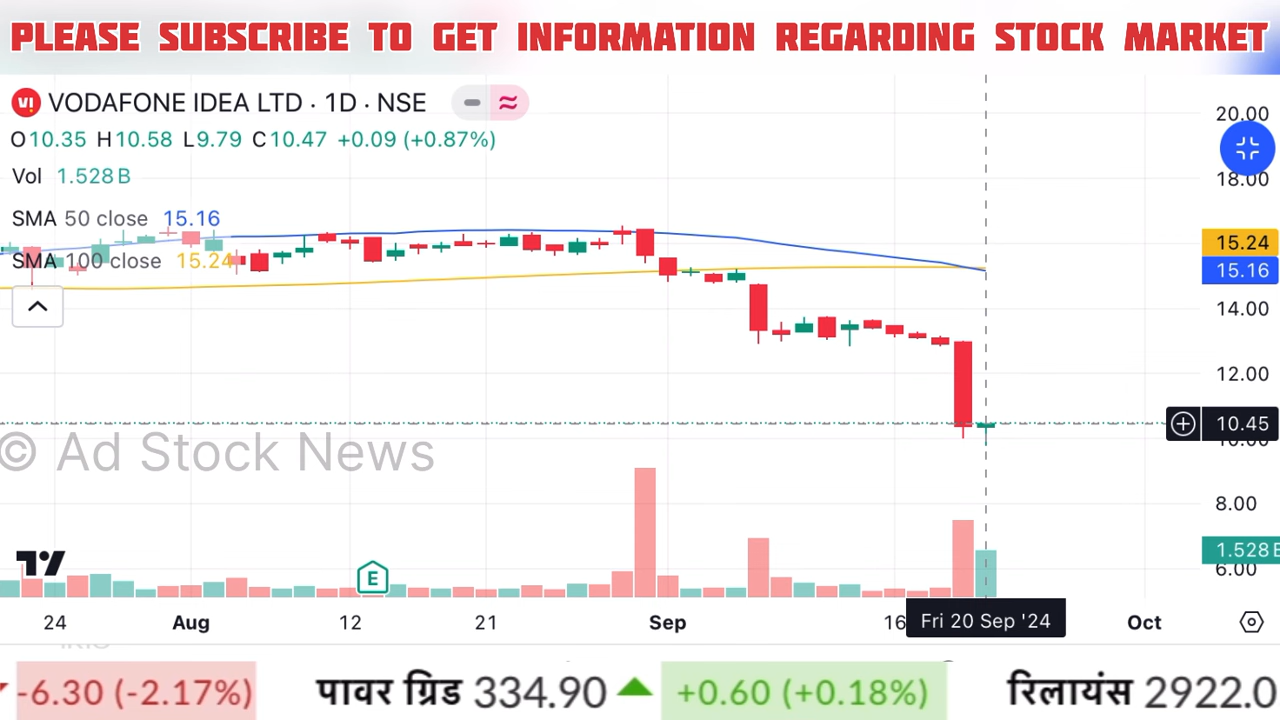 PLEASE SUBSCRIBE TO GET INFORMATION REGARDING STOCK MARKET
VODAFONE IDEA LTD · 1D · NSE
O10.35 H10.58 L9.79 C10.47 +0.09 (+0.87%)
Vol 1.528B
SMA 50 close 15.16
SMA 100 close 15.24
20.00
18.00
15.24
15.16
14.00
12.00
10.45
10.00
8.00
1.528B
6.00
© Ad Stock News
E
24 Aug 12 21 Sep 16 Fri 20 Sep '24 Oct
-6.30 (-2.17%) पावर ग्रिड 334.90 +0.60 (+0.18%) रिलायंस 2922.0